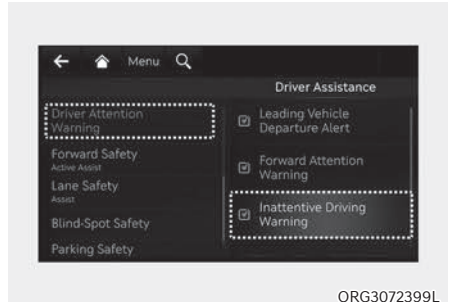 Menu
Driver Assistance
Driver Attention
Warning
Forward Safety
Active Assist
Lane Safety
Assist
Blind-Spot Safety
Parking Safety
Leading Vehicle
Departure Alert
Forward Attention
Warning
Inattentive Driving
Warning
ORG3072399L